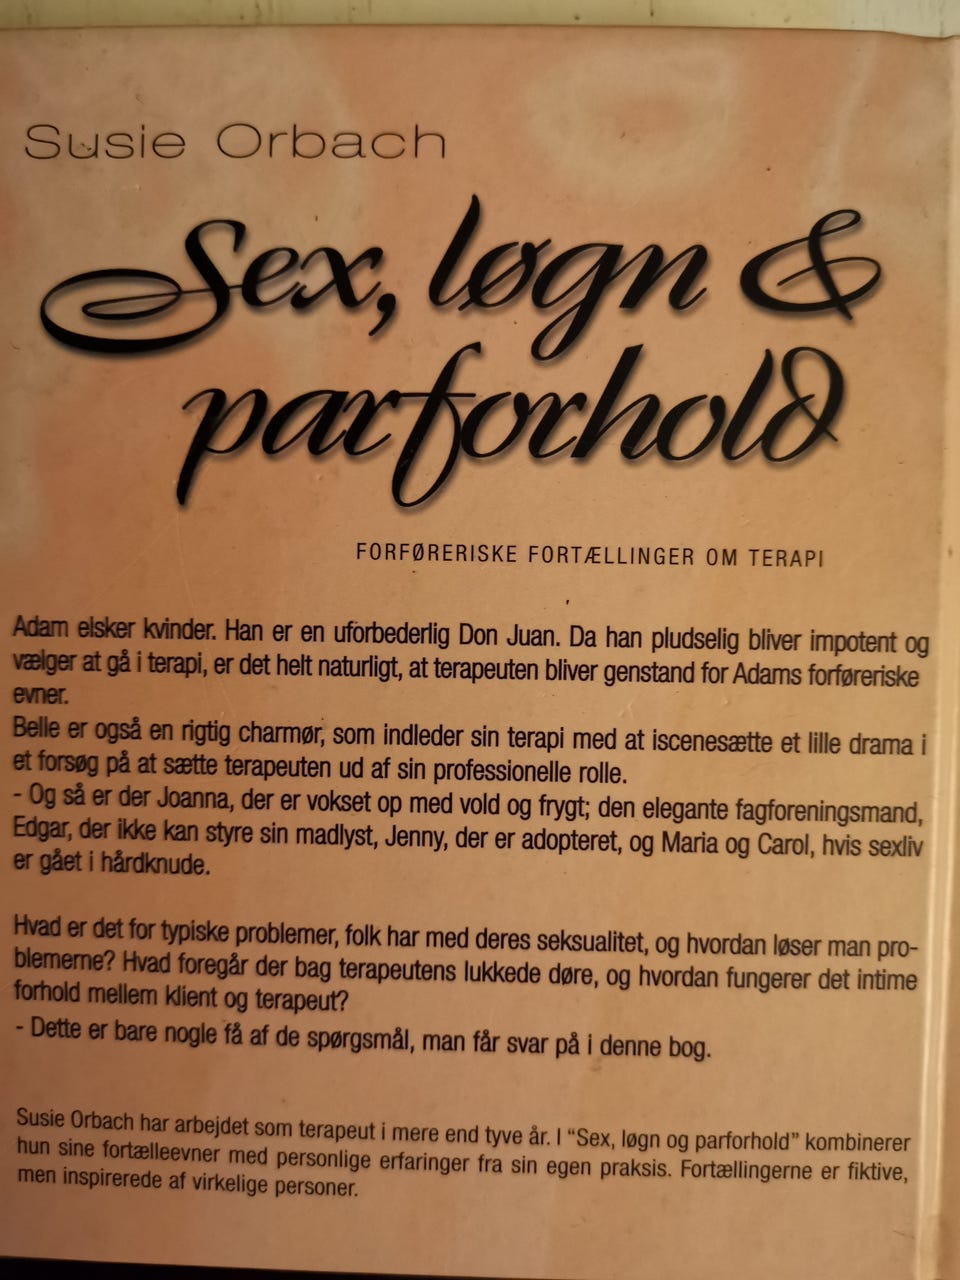 Susie Orbach
Sex, løgn &
parforhold
FORFØRERISKE FORTÆLLINGER OM TERAPI
Adam elsker kvinder. Han er en uforbederlig Don Juan. Da han pludselig bliver impotent og
vælger at gå i terapi, er det helt naturligt, at terapeuten bliver genstand for Adams forføreriske
evner.
Belle er også en rigtig charmør, som indleder sin terapi med at iscenesætte et lille drama i
et forsøg på at sætte terapeuten ud af sin professionelle rolle.
- Og så er der Joanna, der er vokset op med vold og frygt; den elegante fagforeningsmand,
Edgar, der ikke kan styre sin madlyst, Jenny, der er adopteret, og Maria og Carol, hvis sexliv
er gået i hårdknude.
Hvad er det for typiske problemer, folk har med deres seksualitet, og hvordan løser man pro-
blemerne? Hvad foregår der bag terapeutens lukkede døre, og hvordan fungerer det intime
forhold mellem klient og terapeut?
- Dette er bare nogle få af de spørgsmål, man får svar på i denne bog.
Susie Orbach har arbejdet som terapeut i mere end tyve år. I "Sex, løgn og parforhold" kombinerer
hun sine fortælleevner med personlige erfaringer fra sin egen praksis. Fortællingerne er fiktive,
men inspirerede af virkelige personer.